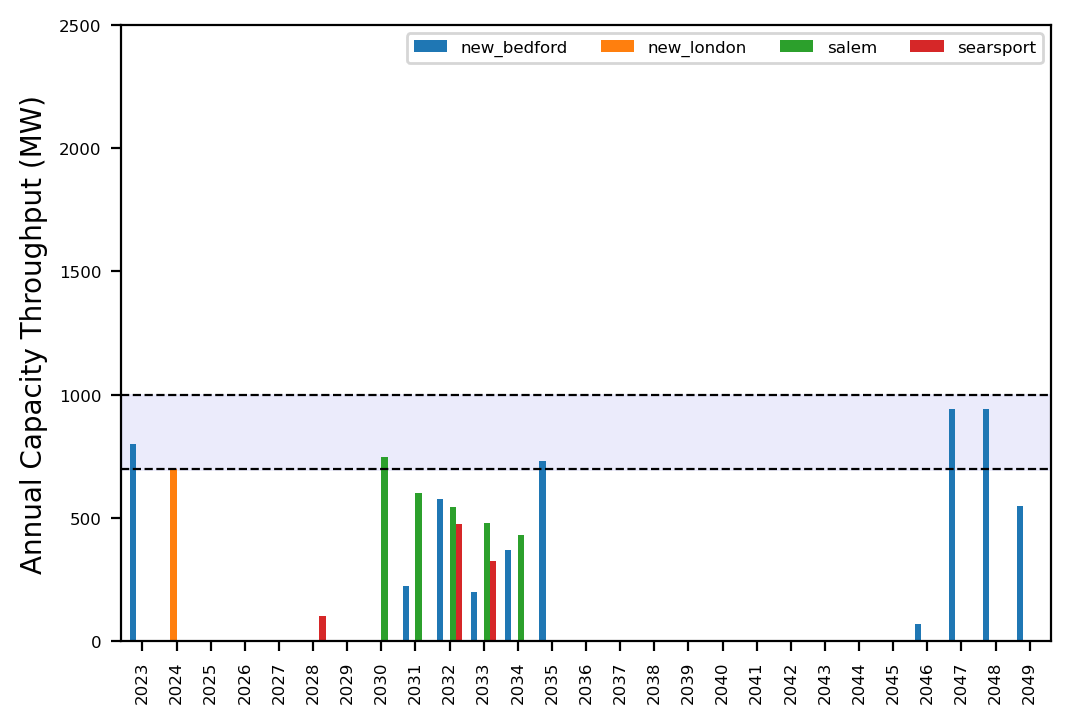 Annual Capacity Throughput (MW)
2500
2000
1500
1000
500
0
new_bedford new_london salem searsport
2023 2024 2025 2026 2027 2028 2029 2030 2031 2032 2033 2034 2035 2036 2037 2038 2039 2040 2041 2042 2043 2044 2045 2046 2047 2048 2049